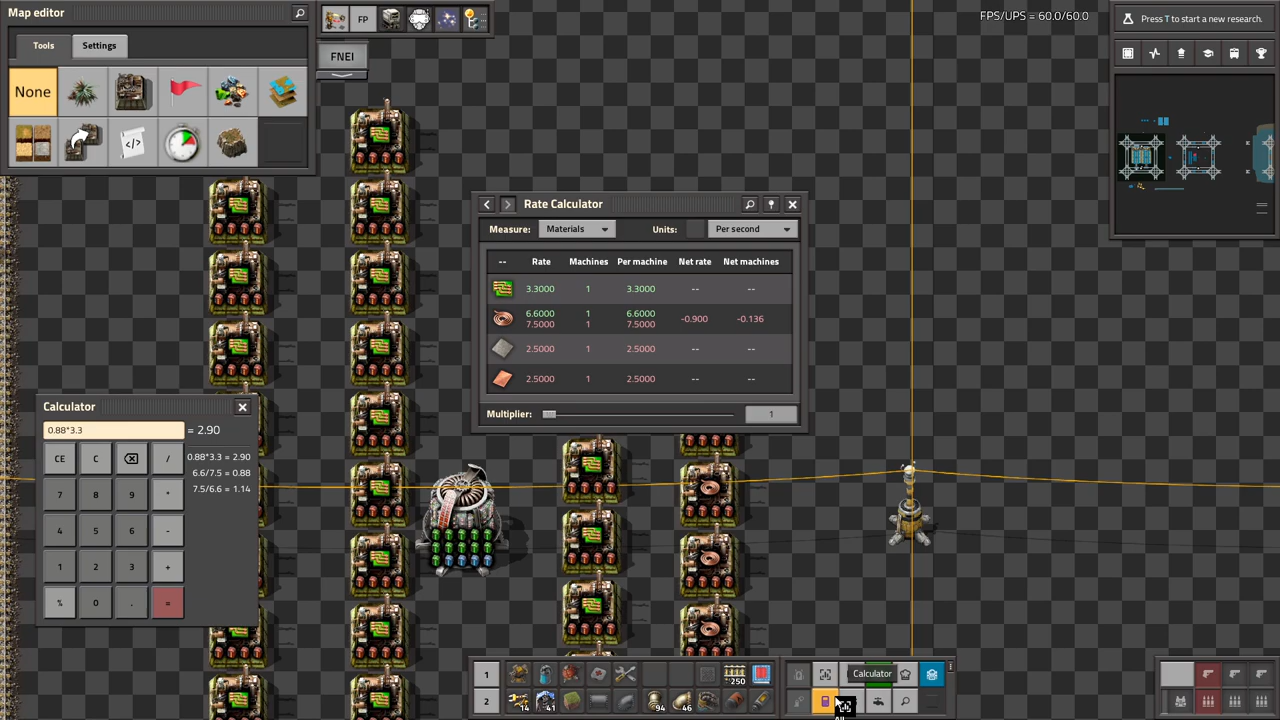 Map editor
FP
FPS/UPS = 60.0/60.0
Press T to start a new research.
Tools
Settings
FNEI
None
</>
Rate Calculator
Measure:
Materials
Units:
Per second
--
Rate
Machines
Per machine
Net rate
Net machines
3.3000
1
3.3000
--
--
6.6000
1
6.6000
7.5000
1
7.5000
-0.900
-0.136
2.5000
1
2.5000
--
--
2.5000
1
2.5000
--
--
Multiplier:
1
Calculator
0.88*3.3
= 2.90
CE
C
/
0.88*3.3 = 2.90
6.6/7.5 = 0.88
7.5/6.6 = 1.14
7
8
9
*
4
5
6
-
1
2
3
+
%
0
.
=
1
250
Calculator
2
14
41
94
46
All